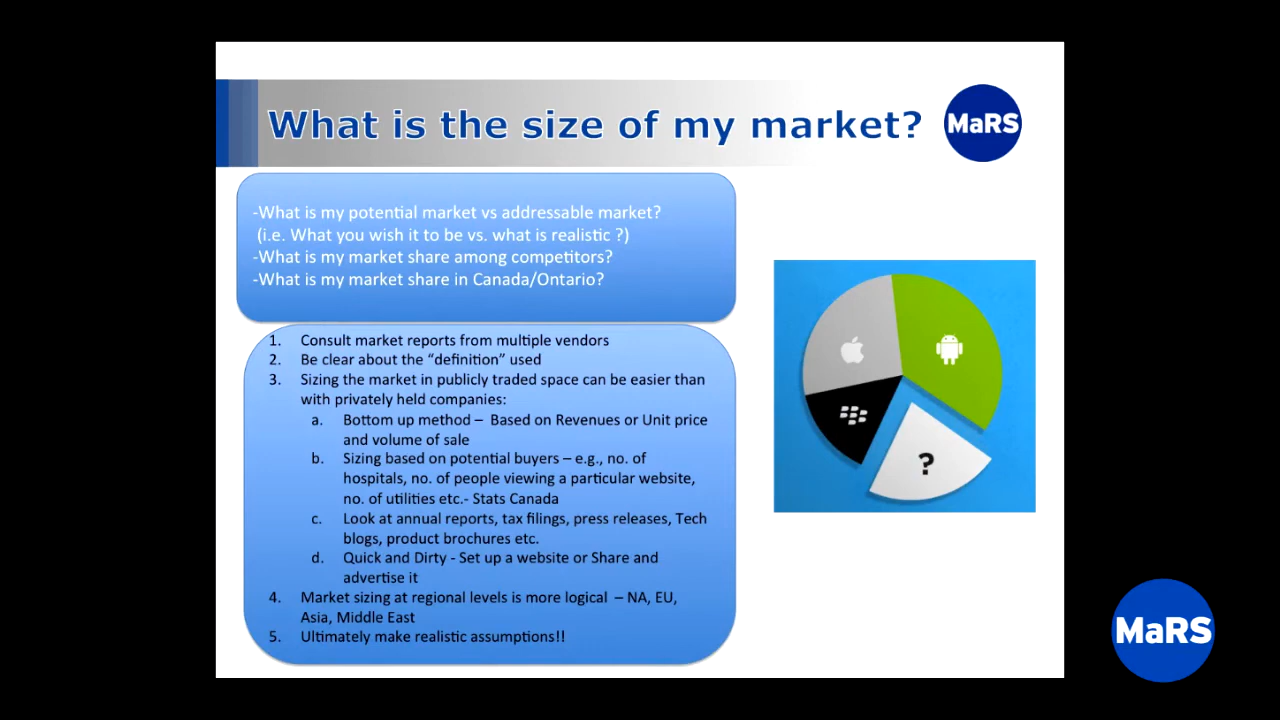 What is the size of my market?
MaRS
-What is my potential market vs addressable market?
(i.e. What you wish it to be vs. what is realistic ?)
-What is my market share among competitors?
-What is my market share in Canada/Ontario?
1. Consult market reports from multiple vendors
2. Be clear about the “definition” used
3. Sizing the market in publicly traded space can be easier than
with privately held companies:
a. Bottom up method – Based on Revenues or Unit price
and volume of sale
b. Sizing based on potential buyers – e.g., no. of
hospitals, no. of people viewing a particular website,
no. of utilities etc.- Stats Canada
c. Look at annual reports, tax filings, press releases, Tech
blogs, product brochures etc.
d. Quick and Dirty - Set up a website or Share and
advertise it
4. Market sizing at regional levels is more logical – NA, EU,
Asia, Middle East
5. Ultimately make realistic assumptions!!
?
MaRS